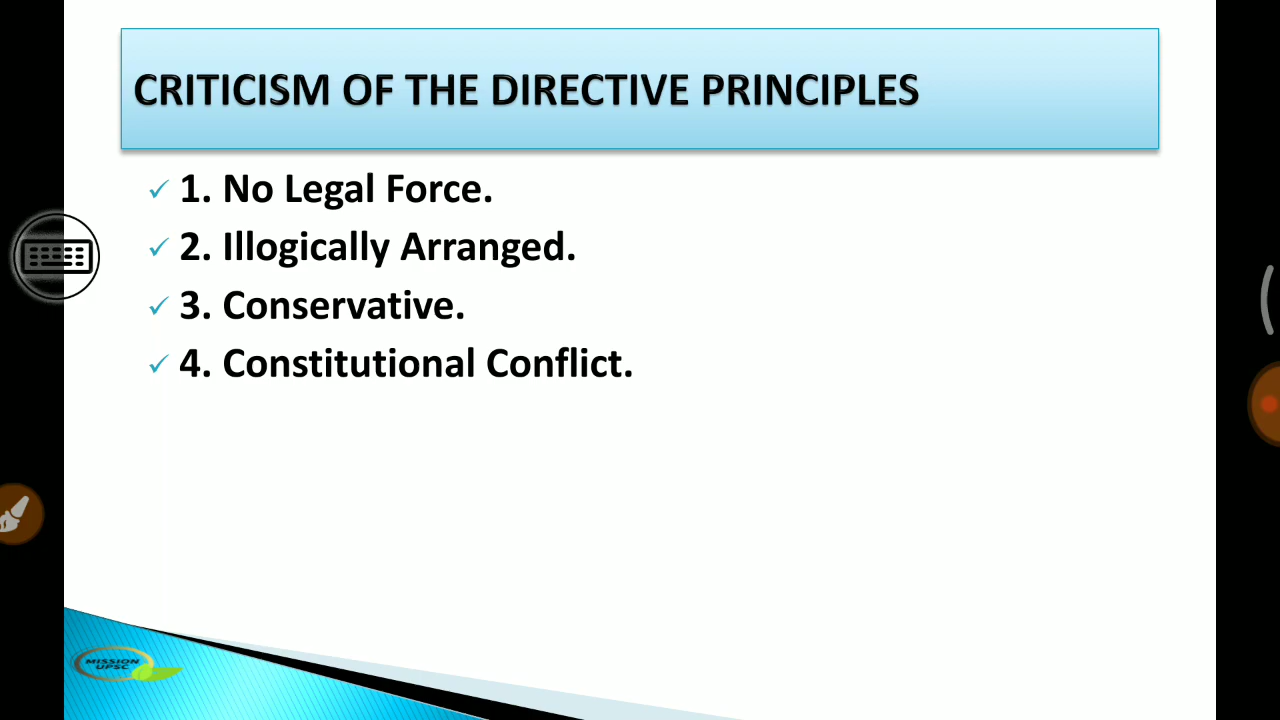 CRITICISM OF THE DIRECTIVE PRINCIPLES
✓ 1. No Legal Force.
✓ 2. Illogically Arranged.
✓ 3. Conservative.
✓ 4. Constitutional Conflict.
MISSION
UPSC